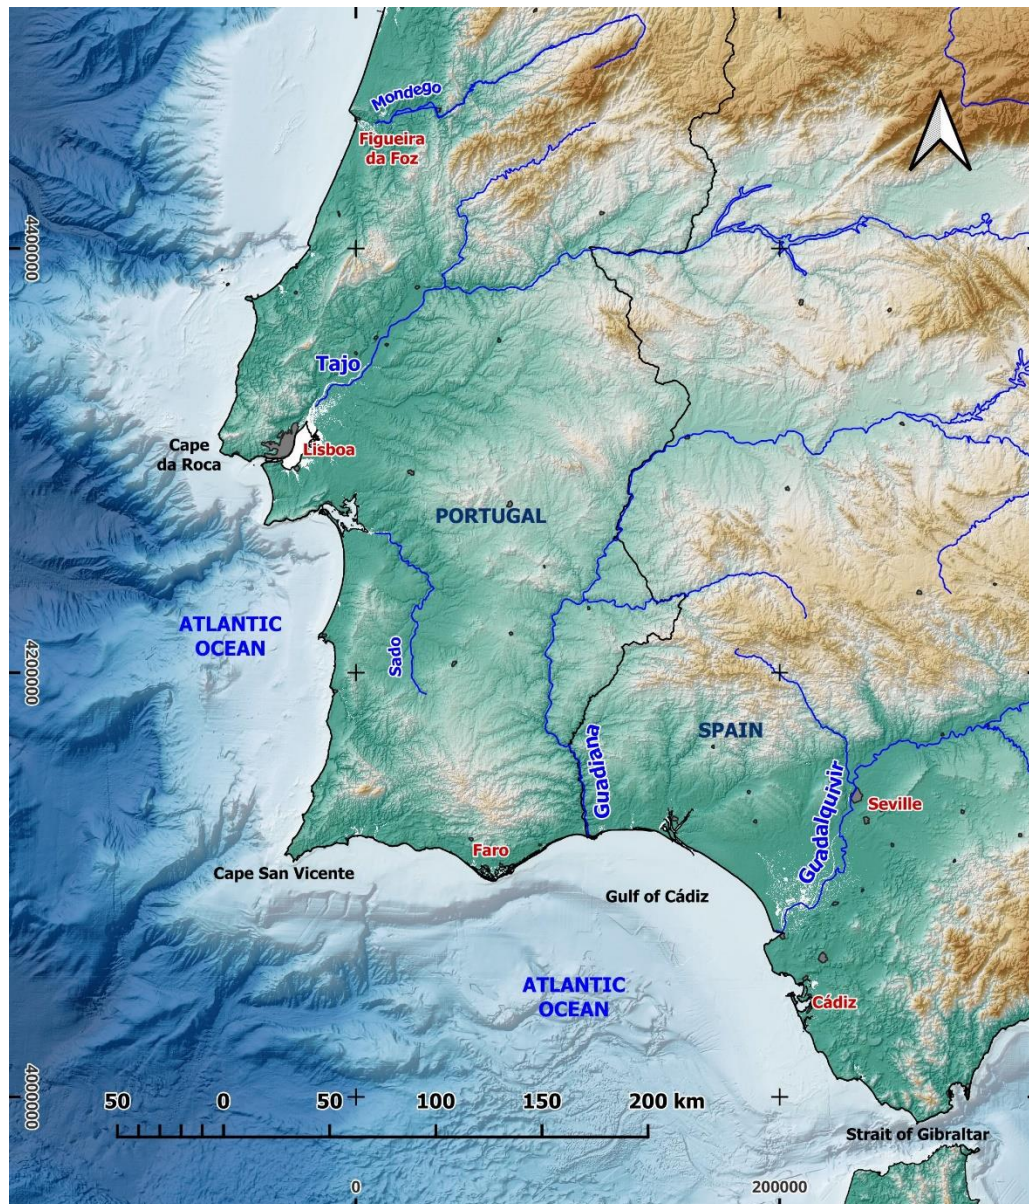 Mondego
Figueira
da Foz
4400000
Tajo
Cape
da Roca
Lisboa
PORTUGAL
ATLANTIC
OCEAN
Sado
4200000
SPAIN
Guadiana
Guadalquivir
Seville
Faro
Cape San Vicente
Gulf of Cádiz
ATLANTIC
OCEAN
Cádiz
4000000
50 0 50 100 150 200 km
Strait of Gibraltar
0 200000